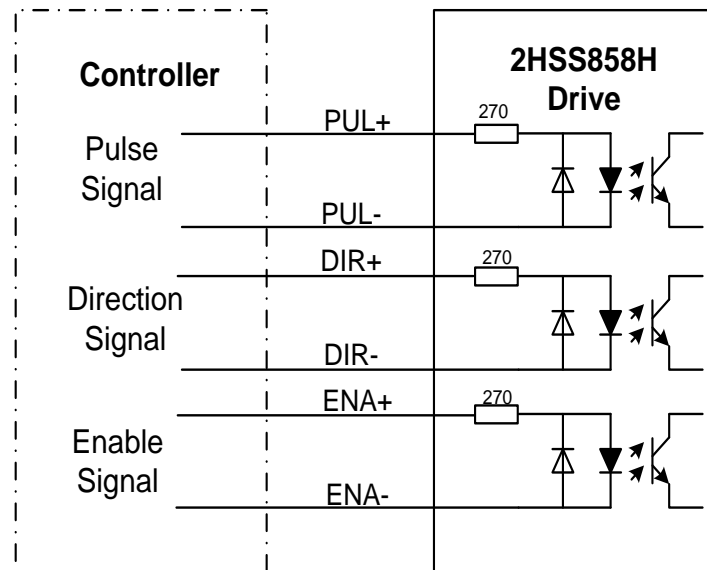 Controller
2HSS858H
Drive
Pulse
Signal
PUL+
270
PUL-
Direction
Signal
DIR+
270
DIR-
Enable
Signal
ENA+
270
ENA-